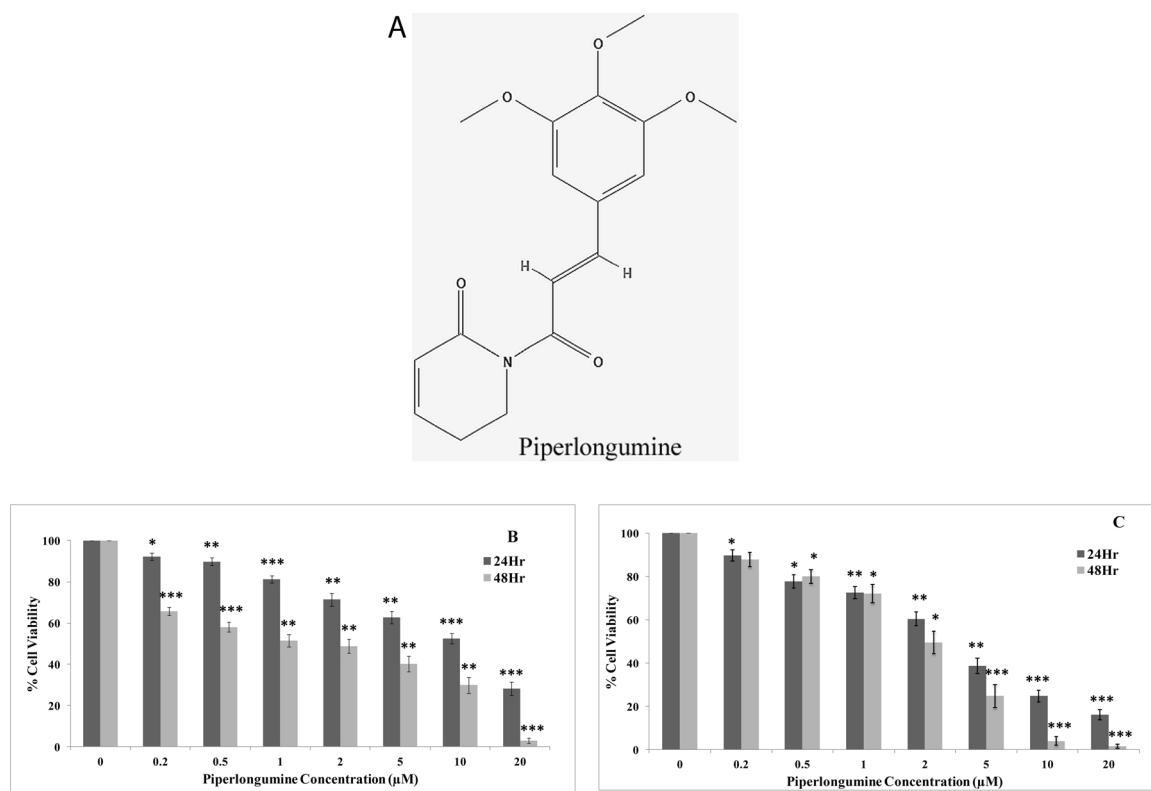 A
O
O
O
H
H
O
N
O
Piperlongumine
B
24Hr
48Hr
% Cell Viability
100
80
60
40
20
0
* ** *** ** ** *** ***
*** *** ** ** ** ** ***
0 0.2 0.5 1 2 5 10 20
Piperlongumine Concentration (µM)
C
24Hr
48Hr
% Cell Viability
100
80
60
40
20
0
* * ** ** ** *** ***
* * * *** *** ***
0 0.2 0.5 1 2 5 10 20
Piperlongumine Concentration (µM)